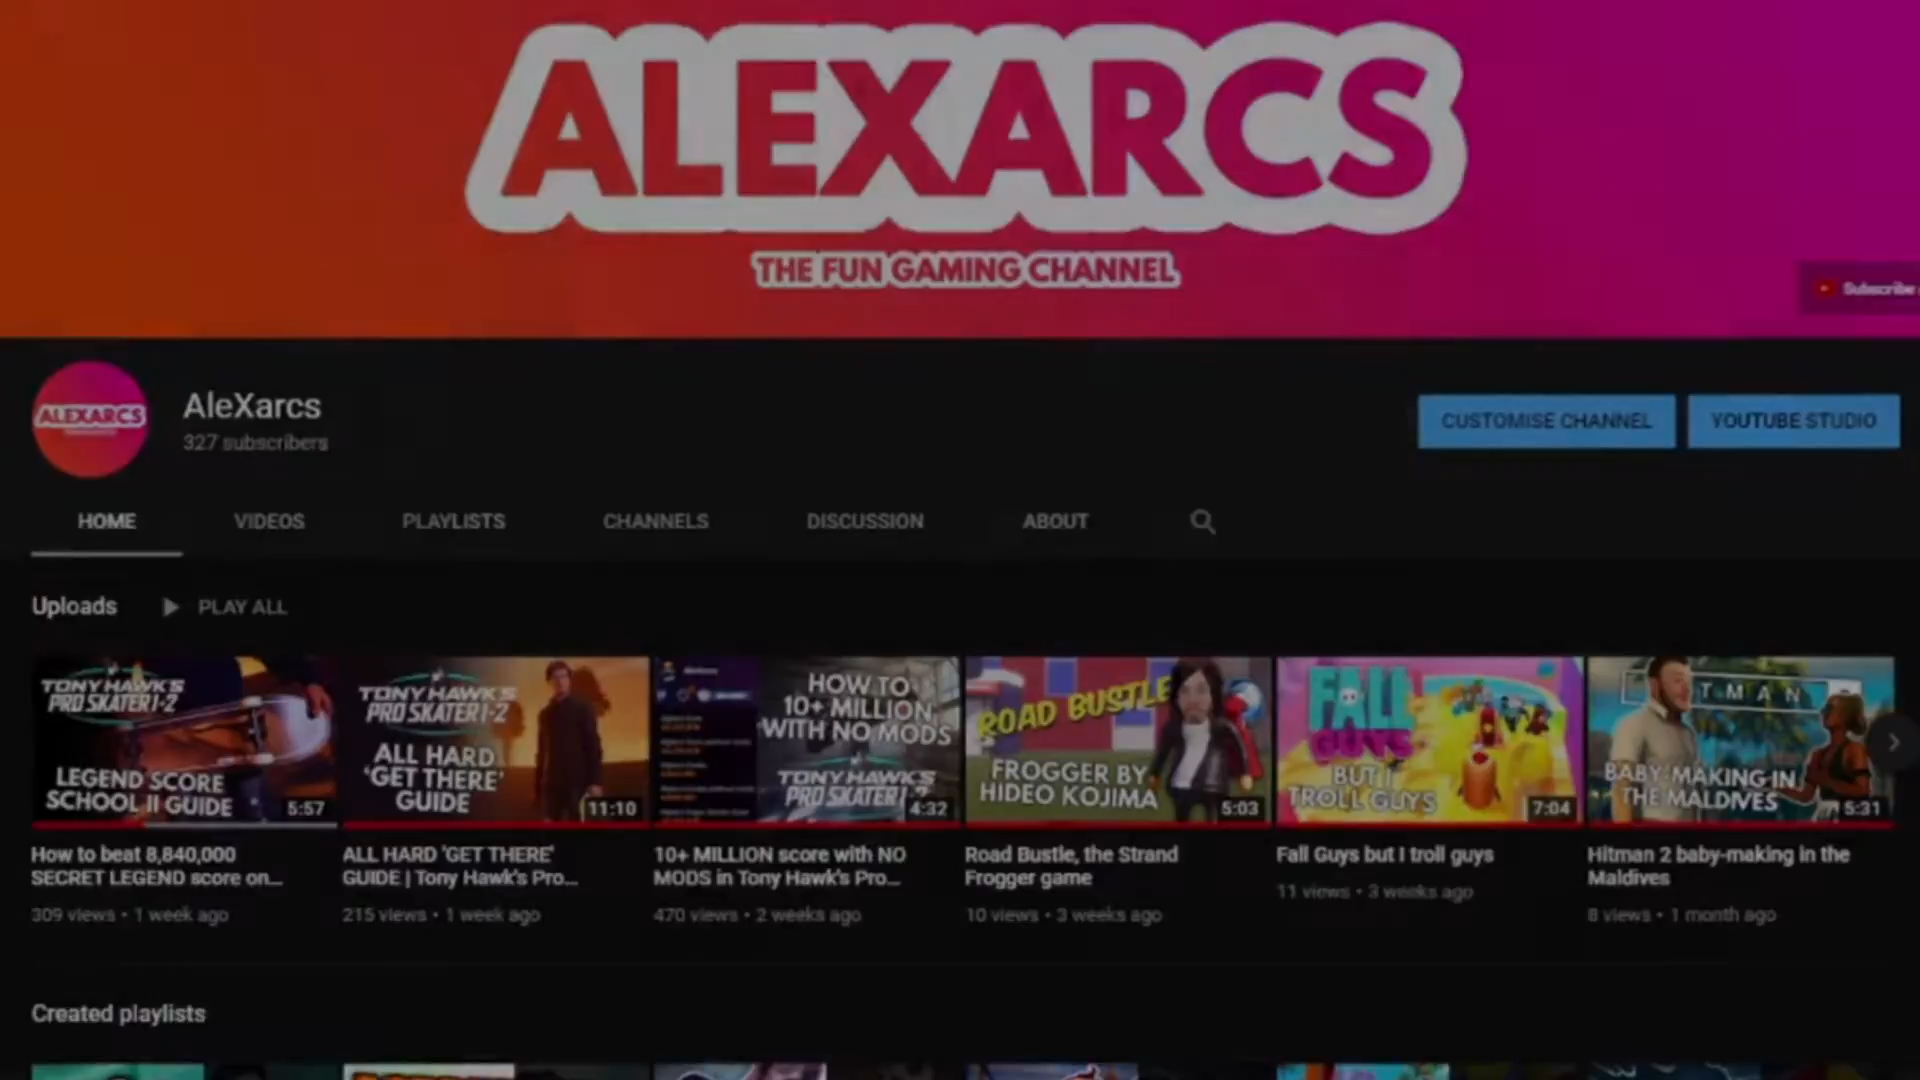 ALEXARCS
THE FUN GAMING CHANNEL
Subscribe
ALEXARCS
AleXarcs
327 subscribers
CUSTOMISE CHANNEL
YOUTUBE STUDIO
HOME
VIDEOS
PLAYLISTS
CHANNELS
DISCUSSION
ABOUT
Uploads
PLAY ALL
TONY HAWK'S
PRO SKATER 1+2
LEGEND SCORE
SCHOOL II GUIDE
5:57
TONY HAWK'S
PRO SKATER 1+2
ALL HARD
'GET THERE'
GUIDE
11:10
HOW TO
10+ MILLION
WITH NO MODS
TONY HAWK'S
PRO SKATER 1+2
4:32
ROAD BUSTLE
FROGGER BY
HIDEO KOJIMA
5:03
FALL
GUYS
BUT I
TROLL GUYS
7:04
TMAN
BABY-MAKING IN
THE MALDIVES
5:31
How to beat 8,840,000
SECRET LEGEND score on...
309 views • 1 week ago
ALL HARD 'GET THERE'
GUIDE | Tony Hawk's Pro...
215 views • 1 week ago
10+ MILLION score with NO
MODS in Tony Hawk's Pro...
470 views • 2 weeks ago
Road Bustle, the Strand
Frogger game
10 views • 3 weeks ago
Fall Guys but I troll guys
11 views • 3 weeks ago
Hitman 2 baby-making in the
Maldives
8 views • 1 month ago
Created playlists